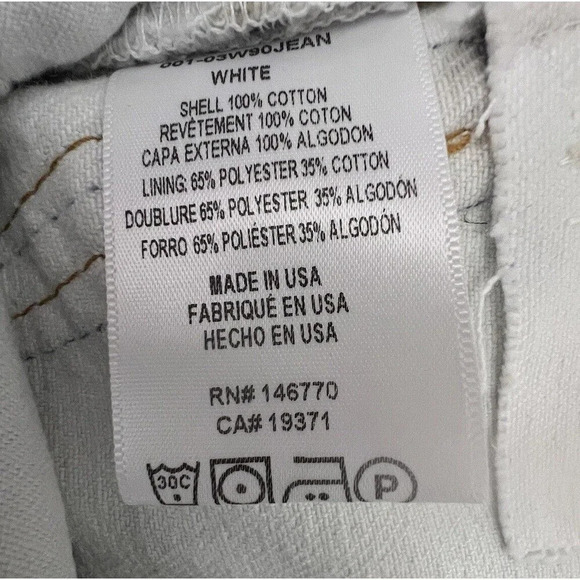 WHITE
SHELL 100% COTTON
REVÊTEMENT 100% COTON
CAPA EXTERNA 100% ALGODON
LINING: 65% POLYESTER 35% COTTON
DOUBLURE 65% POLYESTER 35% ALGODÓN
FORRO 65% POLIÉSTER 35% ALGODÓN
MADE IN USA
FABRIQUÉ EN USA
HECHO EN USA
RN# 146770
CA# 19371
30C P